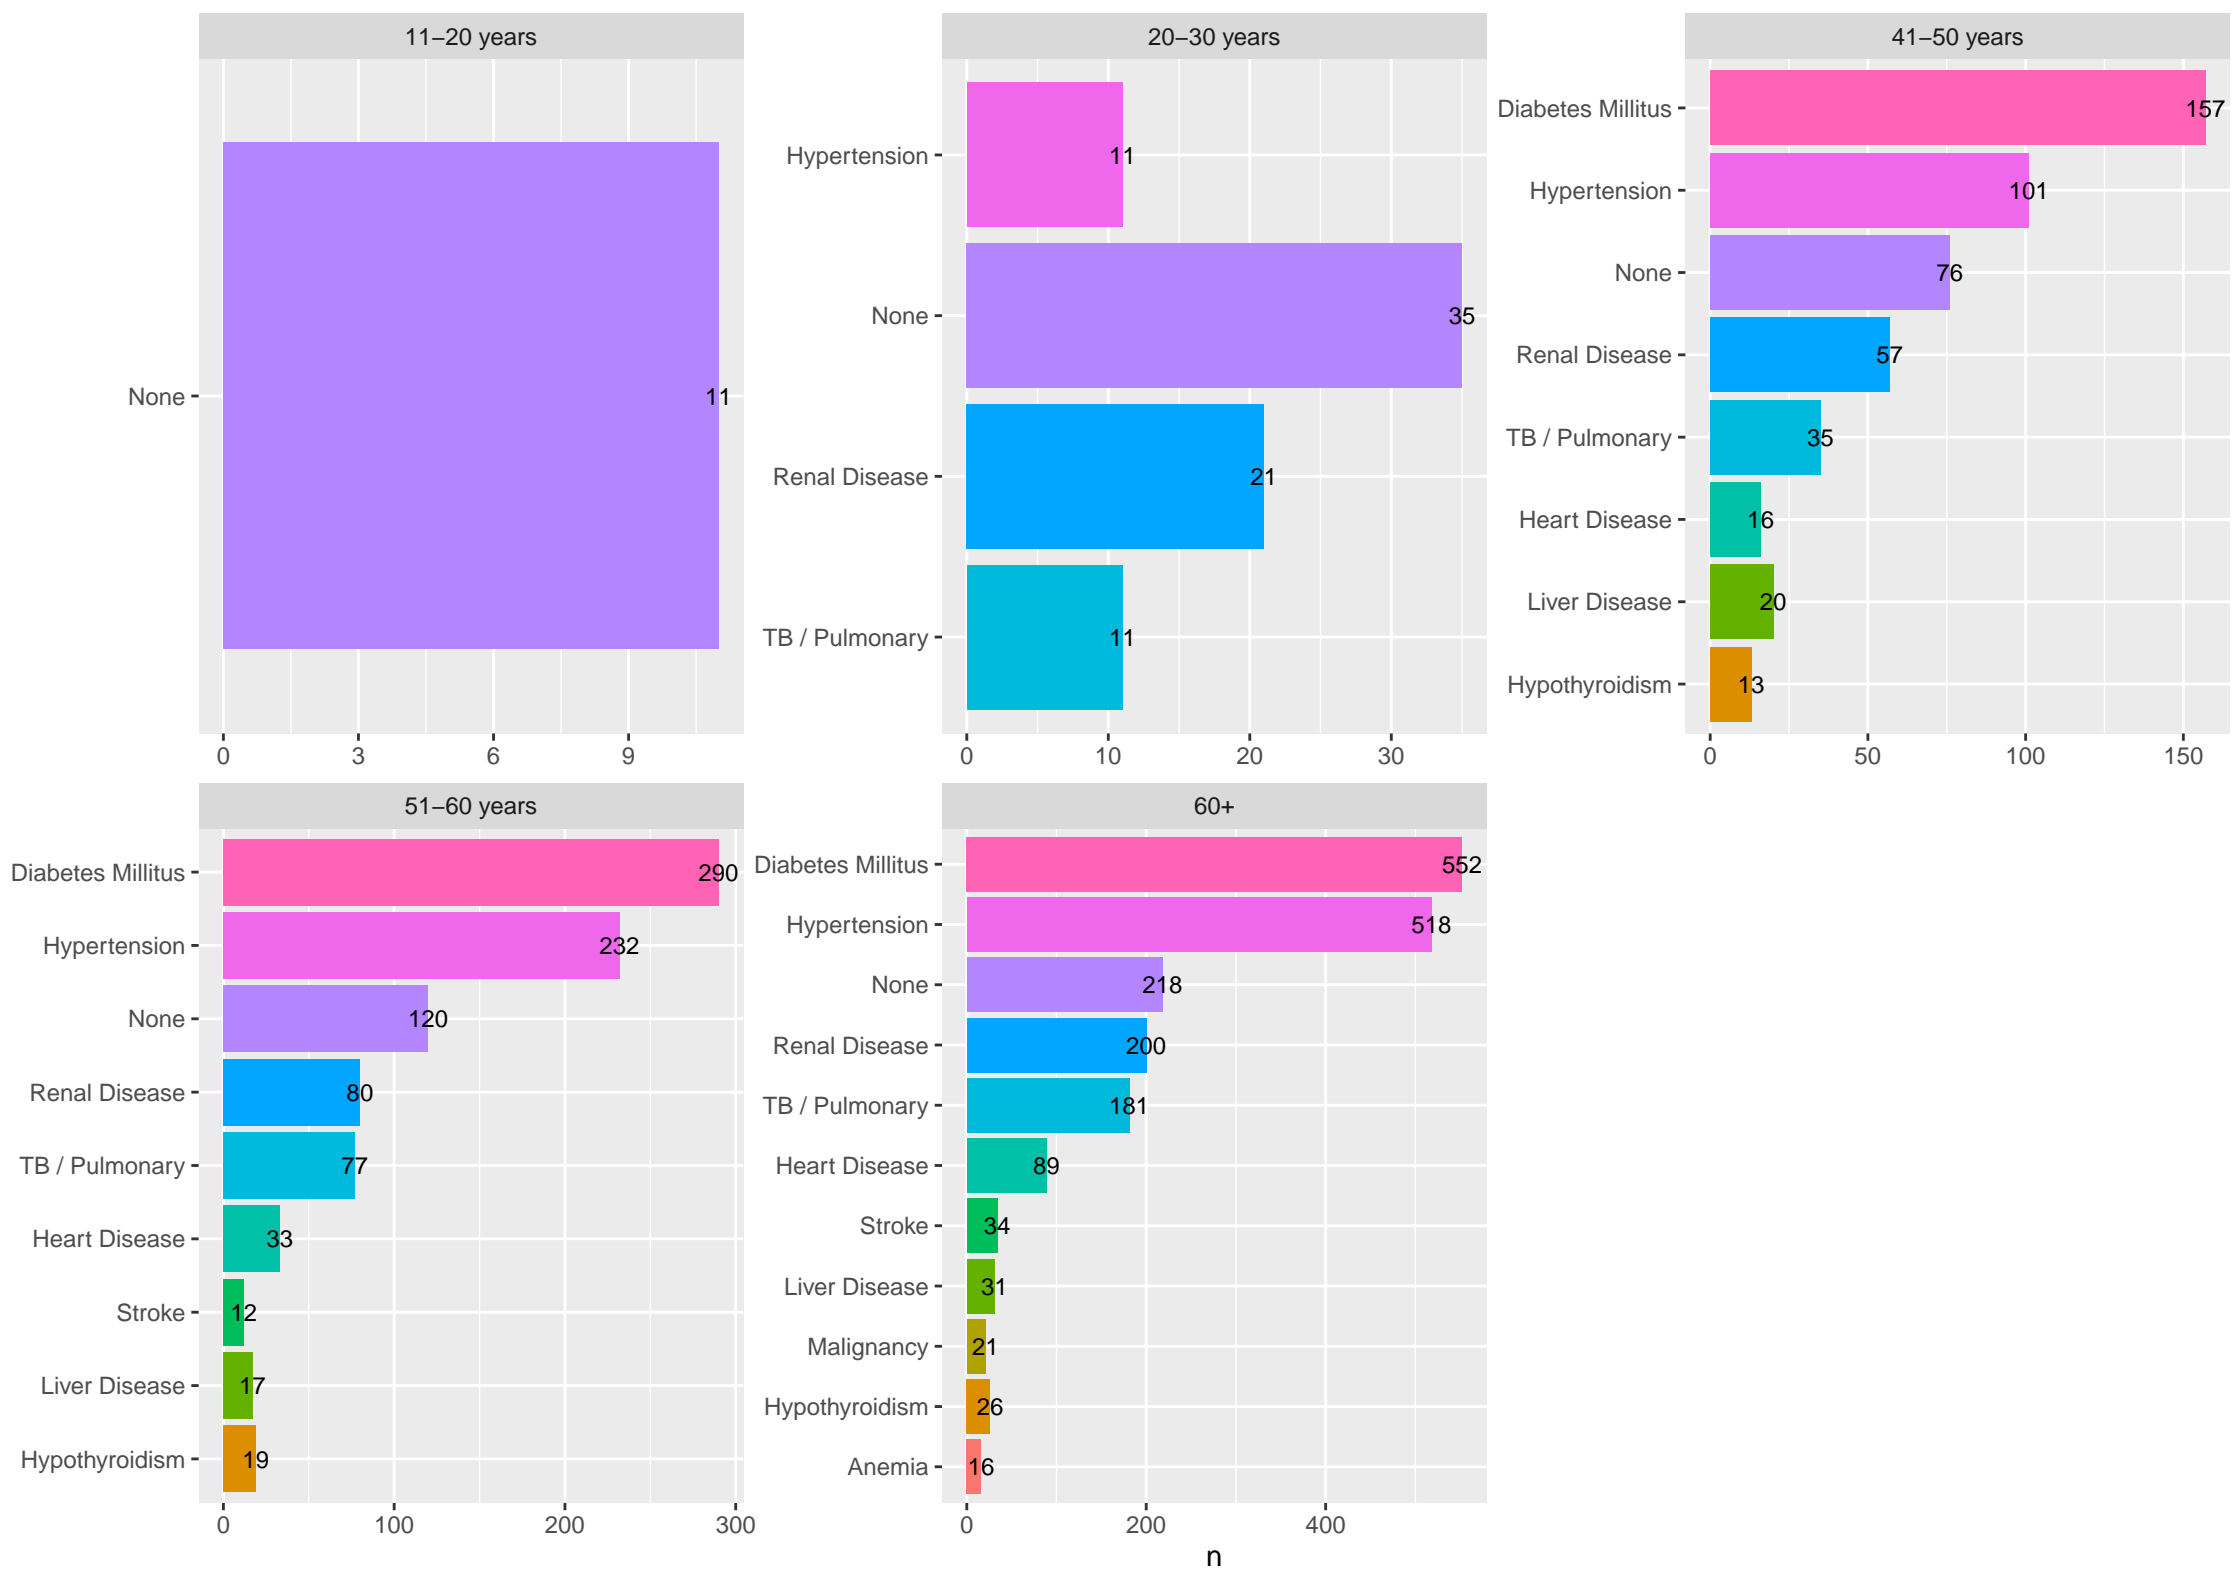 11–20 years
None
11
0 3 6 9
20–30 years
Hypertension 11
None 35
Renal Disease 21
TB / Pulmonary 11
0 10 20 30
41–50 years
Diabetes Millitus 157
Hypertension 101
None 76
Renal Disease 57
TB / Pulmonary 35
Heart Disease 16
Liver Disease 20
Hypothyroidism 13
0 50 100 150
51–60 years
Diabetes Millitus 290
Hypertension 232
None 120
Renal Disease 80
TB / Pulmonary 77
Heart Disease 33
Stroke 12
Liver Disease 17
Hypothyroidism 19
0 100 200 300
60+
Diabetes Millitus 552
Hypertension 518
None 218
Renal Disease 200
TB / Pulmonary 181
Heart Disease 89
Stroke 34
Liver Disease 31
Malignancy 21
Hypothyroidism 26
Anemia 16
0 200 400
n